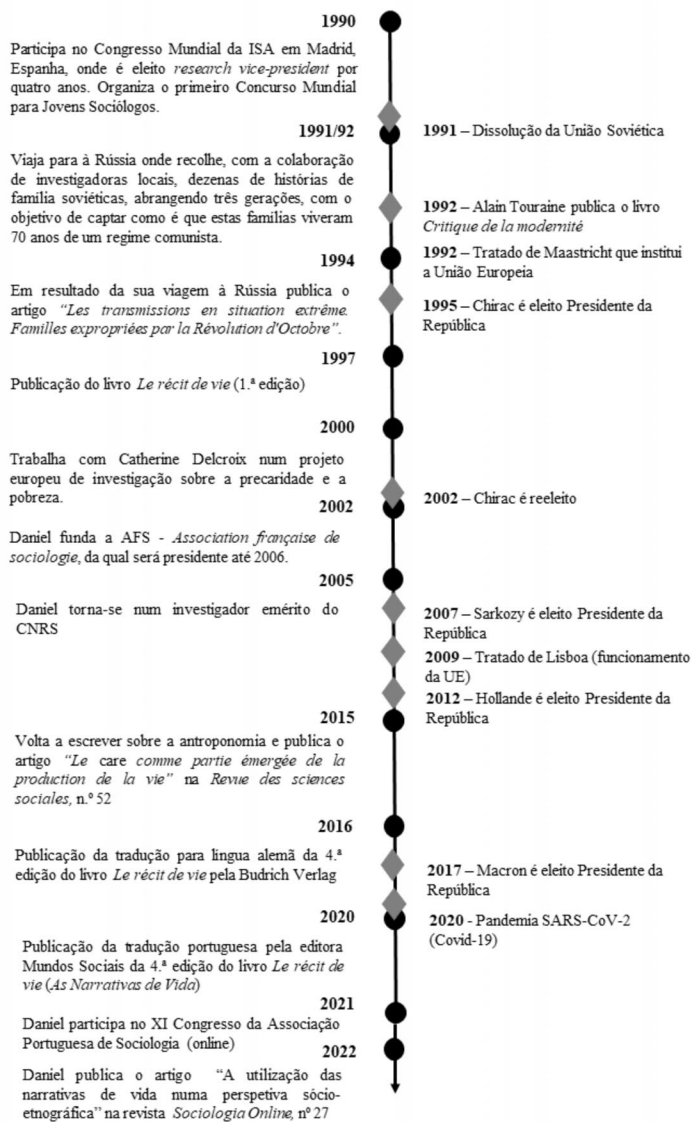 1990
Participa no Congresso Mundial da ISA em Madrid,
Espanha, onde é eleito research vice-president por
quatro anos. Organiza o primeiro Concurso Mundial
para Jovens Sociólogos.
1991/92
1991 – Dissolução da União Soviética
Viaja para à Rússia onde recolhe, com a colaboração
de investigadoras locais, dezenas de histórias de
família soviéticas, abrangendo três gerações, com o
objetivo de captar como é que estas famílias viveram
70 anos de um regime comunista.
1992 – Alain Touraine publica o livro
Critique de la modernité
1994
1992 – Tratado de Maastricht que institui
a União Europeia
Em resultado da sua viagem à Rússia publica o
artigo “Les transmissions en situation extrême.
Familles expropriées par la Révolution d'Octobre”.
1995 – Chirac é eleito Presidente da
República
1997
Publicação do livro Le récit de vie (1.ª edição)
2000
Trabalha com Catherine Delcroix num projeto
europeu de investigação sobre a precaridade e a
pobreza.
2002 – Chirac é reeleito
2002
Daniel funda a AFS - Association française de
sociologie, da qual será presidente até 2006.
2005
Daniel torna-se num investigador emérito do
CNRS
2007 – Sarkozy é eleito Presidente da
República
2009 – Tratado de Lisboa (funcionamento
da UE)
2012 – Hollande é eleito Presidente da
República
2015
Volta a escrever sobre a antroponomia e publica o
artigo “Le care comme partie émergée de la
production de la vie” na Revue des sciences
sociales, n.º 52
2016
Publicação da tradução para língua alemã da 4.ª
edição do livro Le récit de vie pela Budrich Verlag
2017 – Macron é eleito Presidente da
República
2020
2020 - Pandemia SARS-CoV-2
(Covid-19)
Publicação da tradução portuguesa pela editora
Mundos Sociais da 4.ª edição do livro Le récit de
vie (As Narrativas de Vida)
2021
Daniel participa no XI Congresso da Associação
Portuguesa de Sociologia (online)
2022
Daniel publica o artigo “A utilização das
narrativas de vida numa perspetiva sócio-
etnográfica” na revista Sociologia Online, nº 27